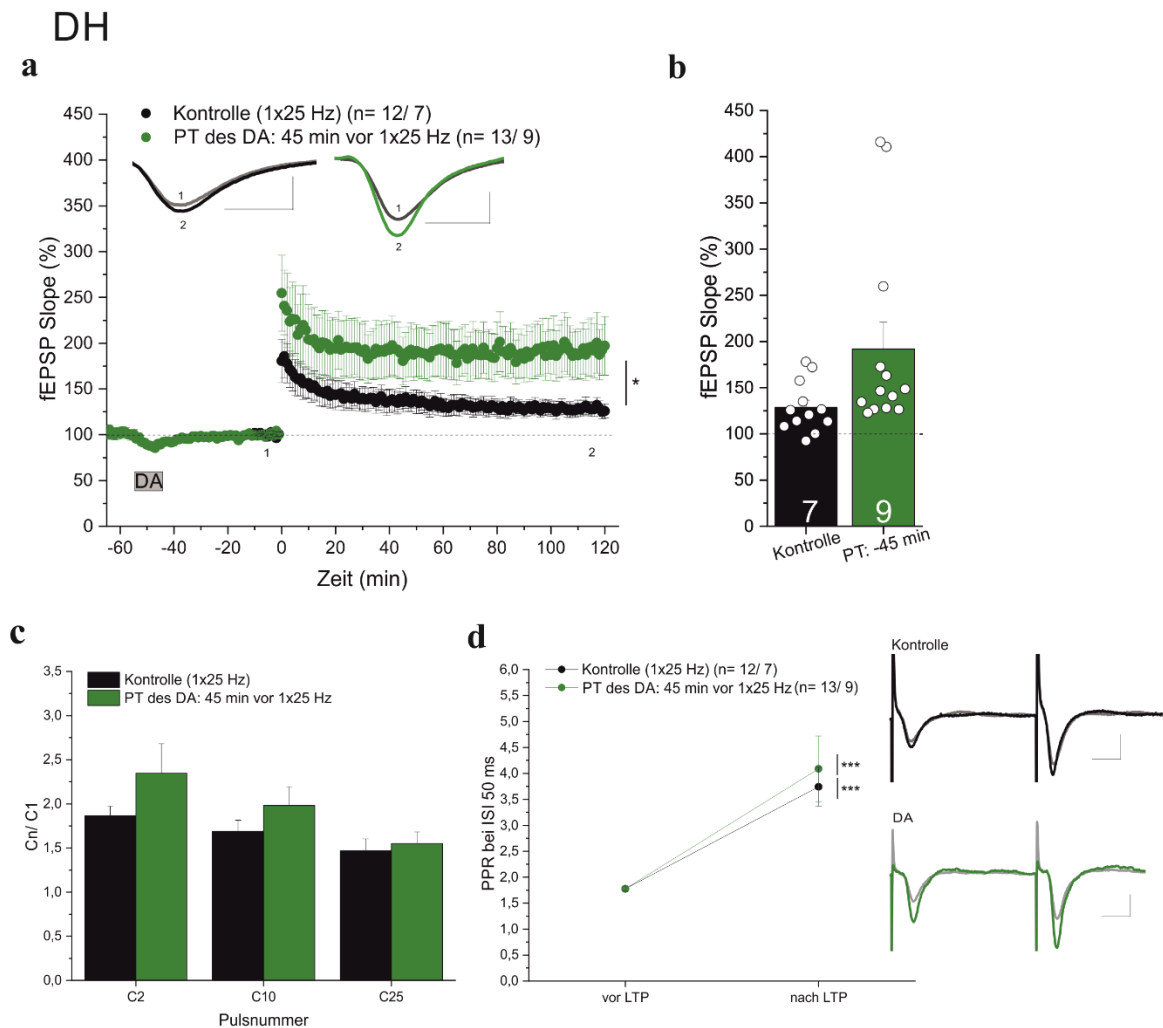 DH
a
Kontrolle (1x25 Hz) (n= 12/ 7)
PT des DA: 45 min vor 1x25 Hz (n= 13/ 9)
fEPSP Slope (%)
450
400
350
300
250
200
150
100
50
0
1
2
1
2
*
1
2
DA
-60
-40
-20
0
20
40
60
80
100
120
Zeit (min)
b
fEPSP Slope (%)
450
400
350
300
250
200
150
100
50
0
7
9
Kontrolle
PT: -45 min
c
Kontrolle (1x25 Hz)
PT des DA: 45 min vor 1x25 Hz
Cn/ C1
3,5
3,0
2,5
2,0
1,5
1,0
0,5
0,0
C2
C10
C25
Pulsnummer
d
Kontrolle (1x25 Hz) (n= 12/ 7)
PT des DA: 45 min vor 1x25 Hz (n= 13/ 9)
PPR bei ISI 50 ms
6,0
5,5
5,0
4,5
4,0
3,5
3,0
2,5
2,0
1,5
1,0
0,5
0,0
***
***
vor LTP
nach LTP
Kontrolle
DA